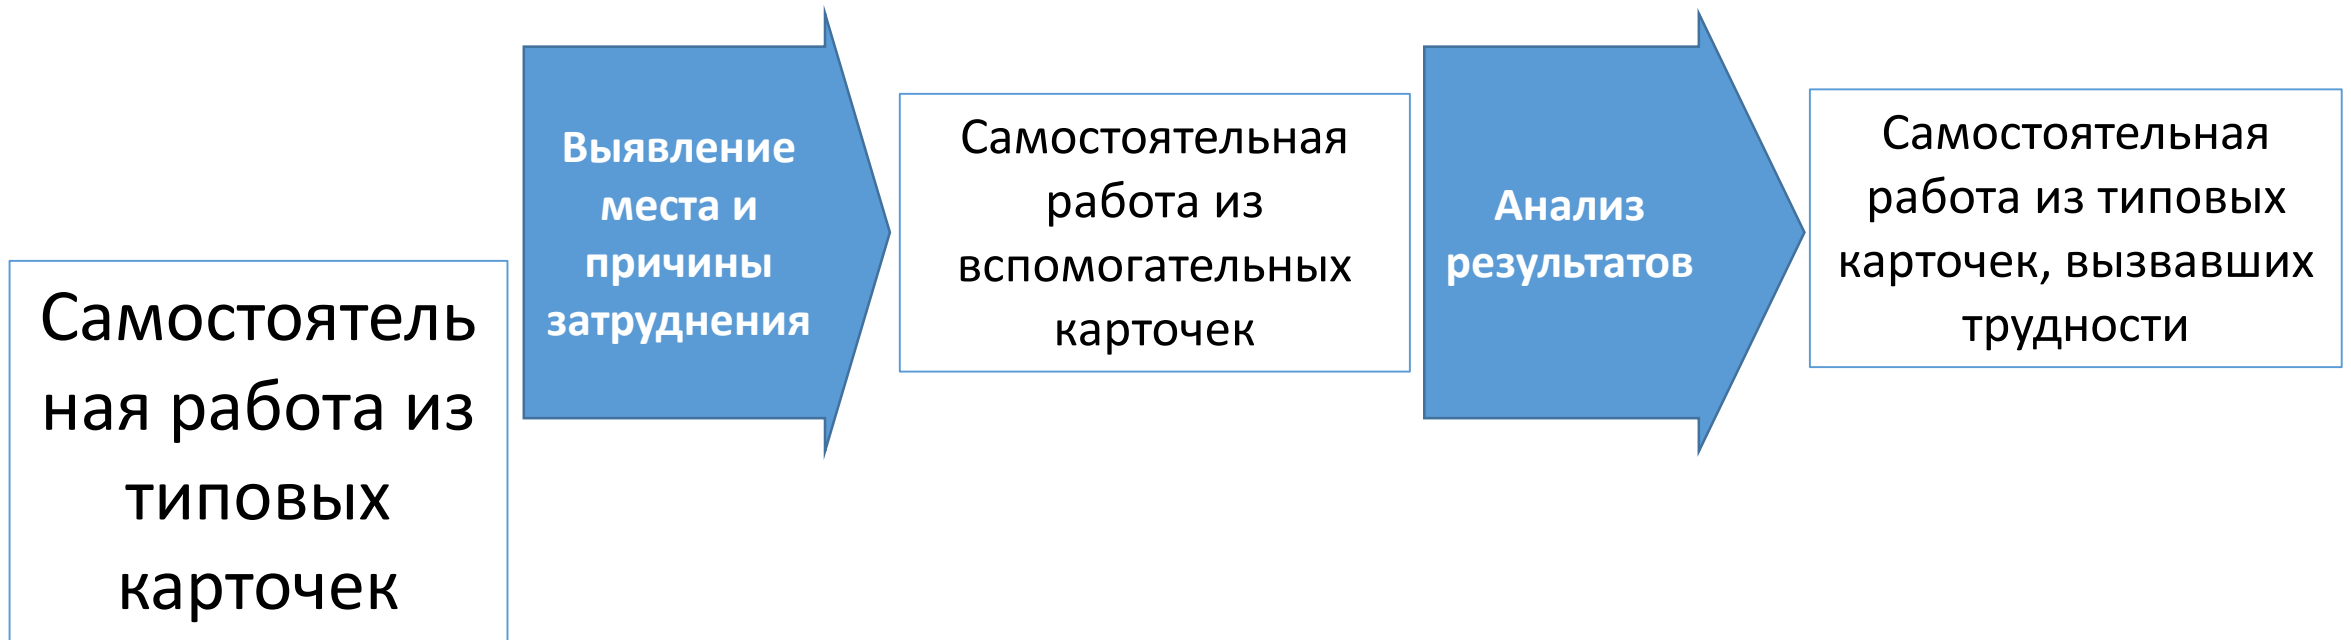 Самостоятель
ная работа из
типовых
карточек
Выявление
места и
причины
затруднения
Самостоятельная
работа из
вспомогательных
карточек
Анализ
результатов
Самостоятельная
работа из типовых
карточек, вызвавших
трудности